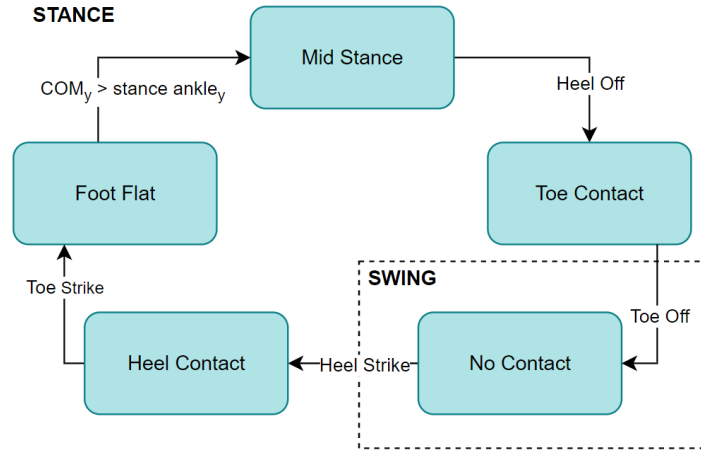 STANCE
Mid Stance
Heel Off
COMy > stance ankley
Foot Flat
Toe Contact
SWING
Toe Strike
Toe Off
Heel Contact
Heel Strike
No Contact